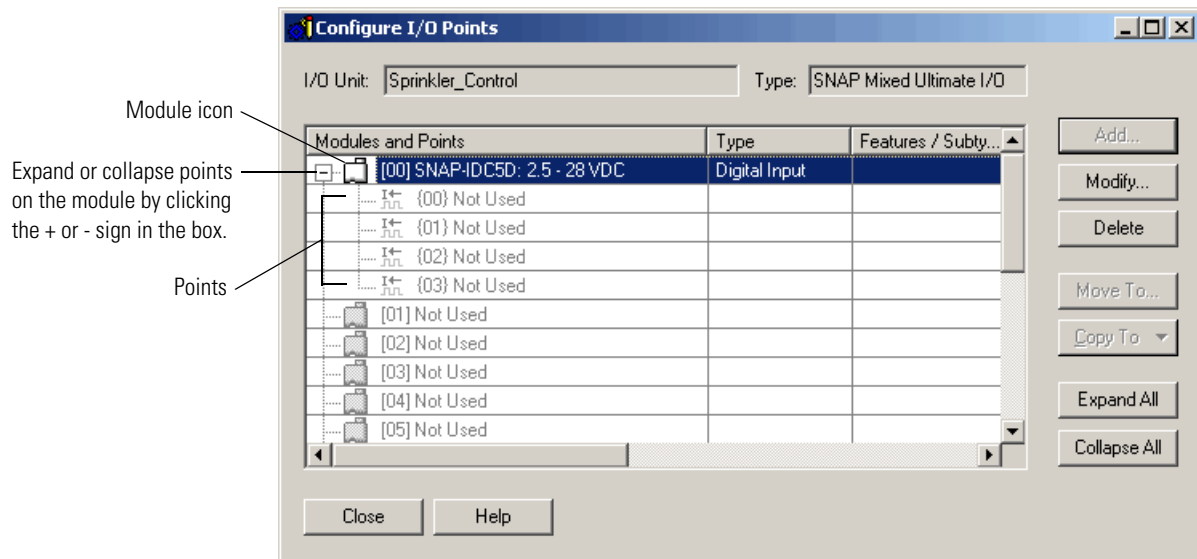 Configure I/O Points
I/O Unit: Sprinkler_Control Type: SNAP Mixed Ultimate I/O
Module icon
Expand or collapse points
on the module by clicking
the + or - sign in the box.
Points
Modules and Points Type Features / Subty...
[00] SNAP-IDC5D: 2.5 - 28 VDC Digital Input
{00} Not Used
{01} Not Used
{02} Not Used
{03} Not Used
[01] Not Used
[02] Not Used
[03] Not Used
[04] Not Used
[05] Not Used
Add...
Modify...
Delete
Move To...
Copy To
Expand All
Collapse All
Close Help